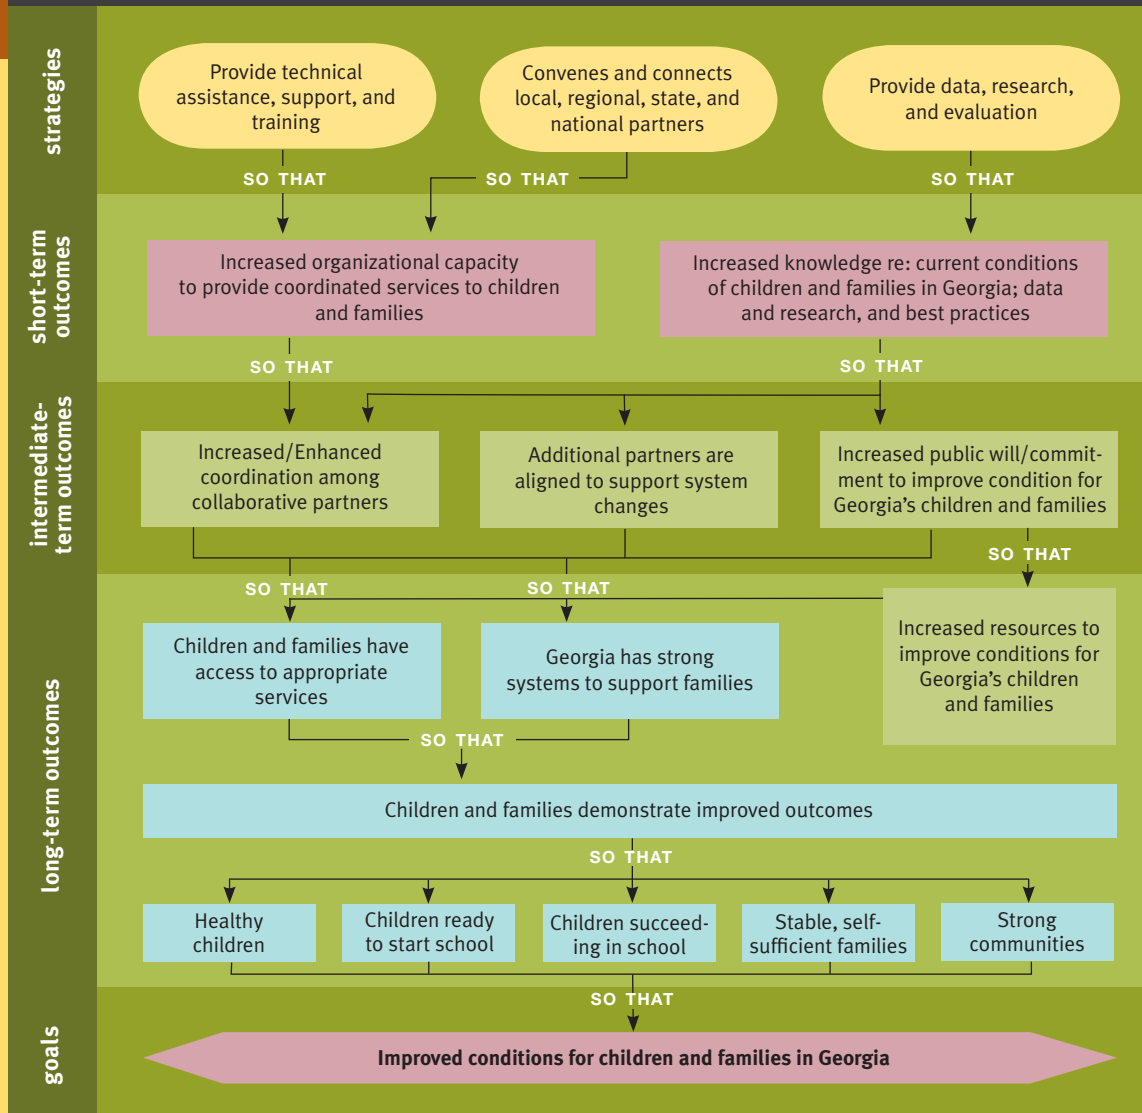 strategies
Provide technical
assistance, support, and
training
Convenes and connects
local, regional, state, and
national partners
Provide data, research,
and evaluation
SO THAT
SO THAT
SO THAT
short-term
outcomes
Increased organizational capacity
to provide coordinated services to children
and families
Increased knowledge re: current conditions
of children and families in Georgia; data
and research, and best practices
SO THAT
SO THAT
intermediate-
term outcomes
Increased/Enhanced
coordination among
collaborative partners
Additional partners are
aligned to support system
changes
Increased public will/commit-
ment to improve condition for
Georgia’s children and families
SO THAT
SO THAT
SO THAT
long-term outcomes
Children and families have
access to appropriate
services
Georgia has strong
systems to support families
Increased resources to
improve conditions for
Georgia’s children
and families
SO THAT
Children and families demonstrate improved outcomes
SO THAT
Healthy
children
Children ready
to start school
Children succeed-
ing in school
Stable, self-
sufficient families
Strong
communities
SO THAT
goals
Improved conditions for children and families in Georgia